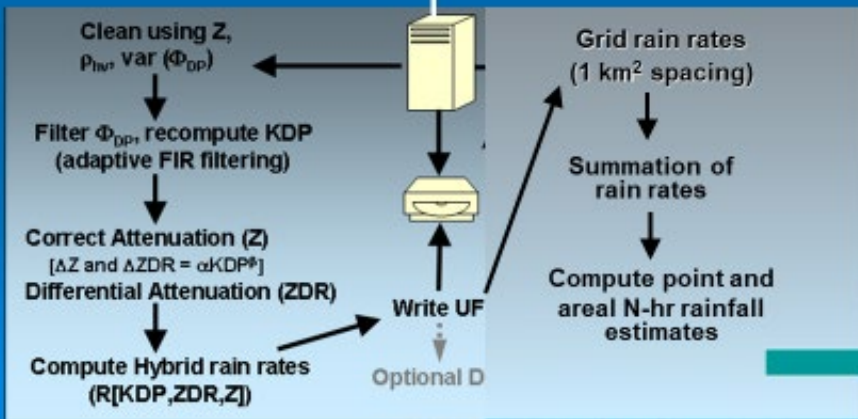 Clean using Z,
ρhv, var (ΦDP)
Filter ΦDP, recompute KDP
(adaptive FIR filtering)
Correct Attenuation (Z)
[ΔZ and ΔZDR = αKDPᵝ]
Differential Attenuation (ZDR)
Compute Hybrid rain rates
(R[KDP,ZDR,Z])
Write UF
Optional D
Grid rain rates
(1 km² spacing)
Summation of
rain rates
Compute point and
areal N-hr rainfall
estimates